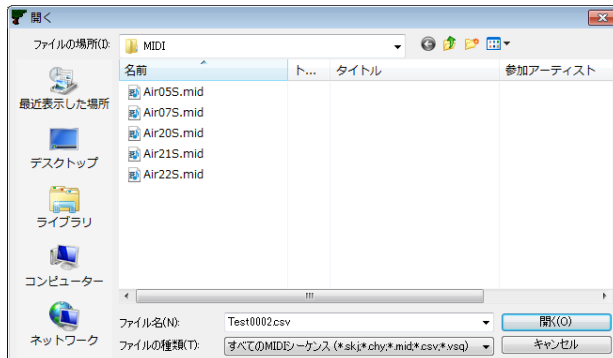 開く
ファイルの場所(I):
MIDI
名前
ト...
タイトル
参加アーティスト
最近表示した場所
デスクトップ
ライブラリ
コンピューター
ネットワーク
Air05S.mid
Air07S.mid
Air20S.mid
Air21S.mid
Air22S.mid
ファイル名(N):
Test0002.csv
開く(O)
ファイルの種類(T):
すべてのMIDIシーケンス (*.skj;*.chy;*.mid;*.csv;*.vsq)
キャンセル